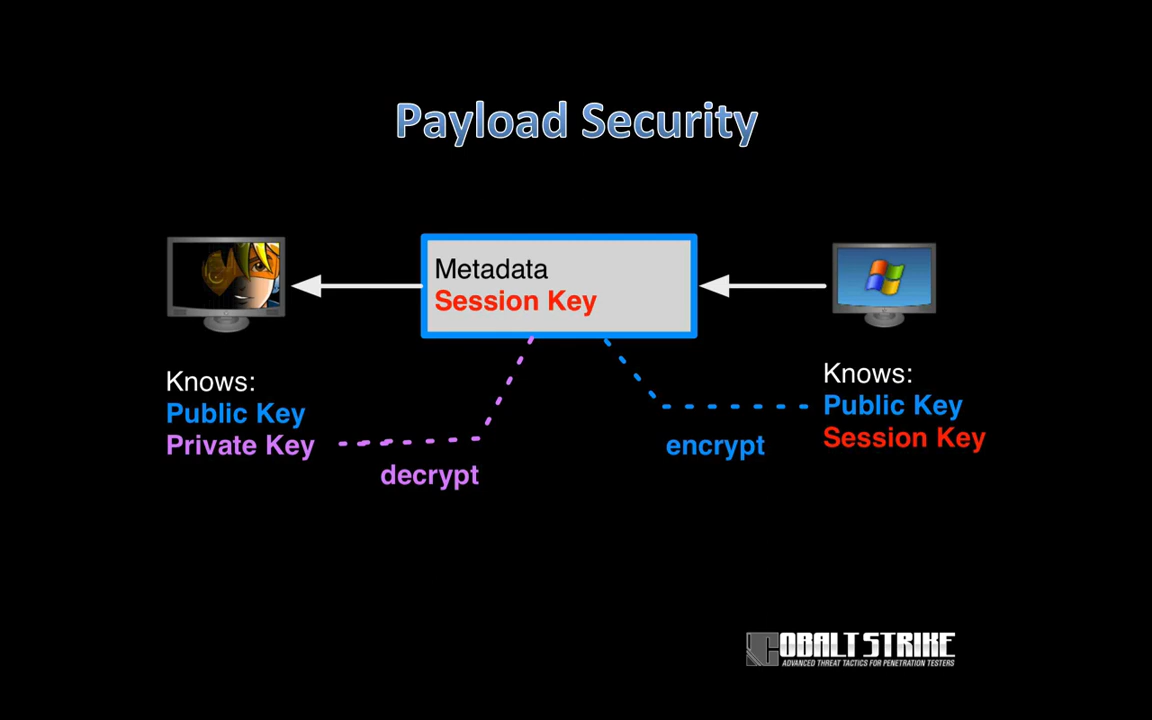 Payload Security
Metadata
Session Key
Knows:
Public Key
Private Key
decrypt
encrypt
Knows:
Public Key
Session Key
COBALT STRIKE
ADVANCED THREAT TACTICS FOR PENETRATION TESTERS